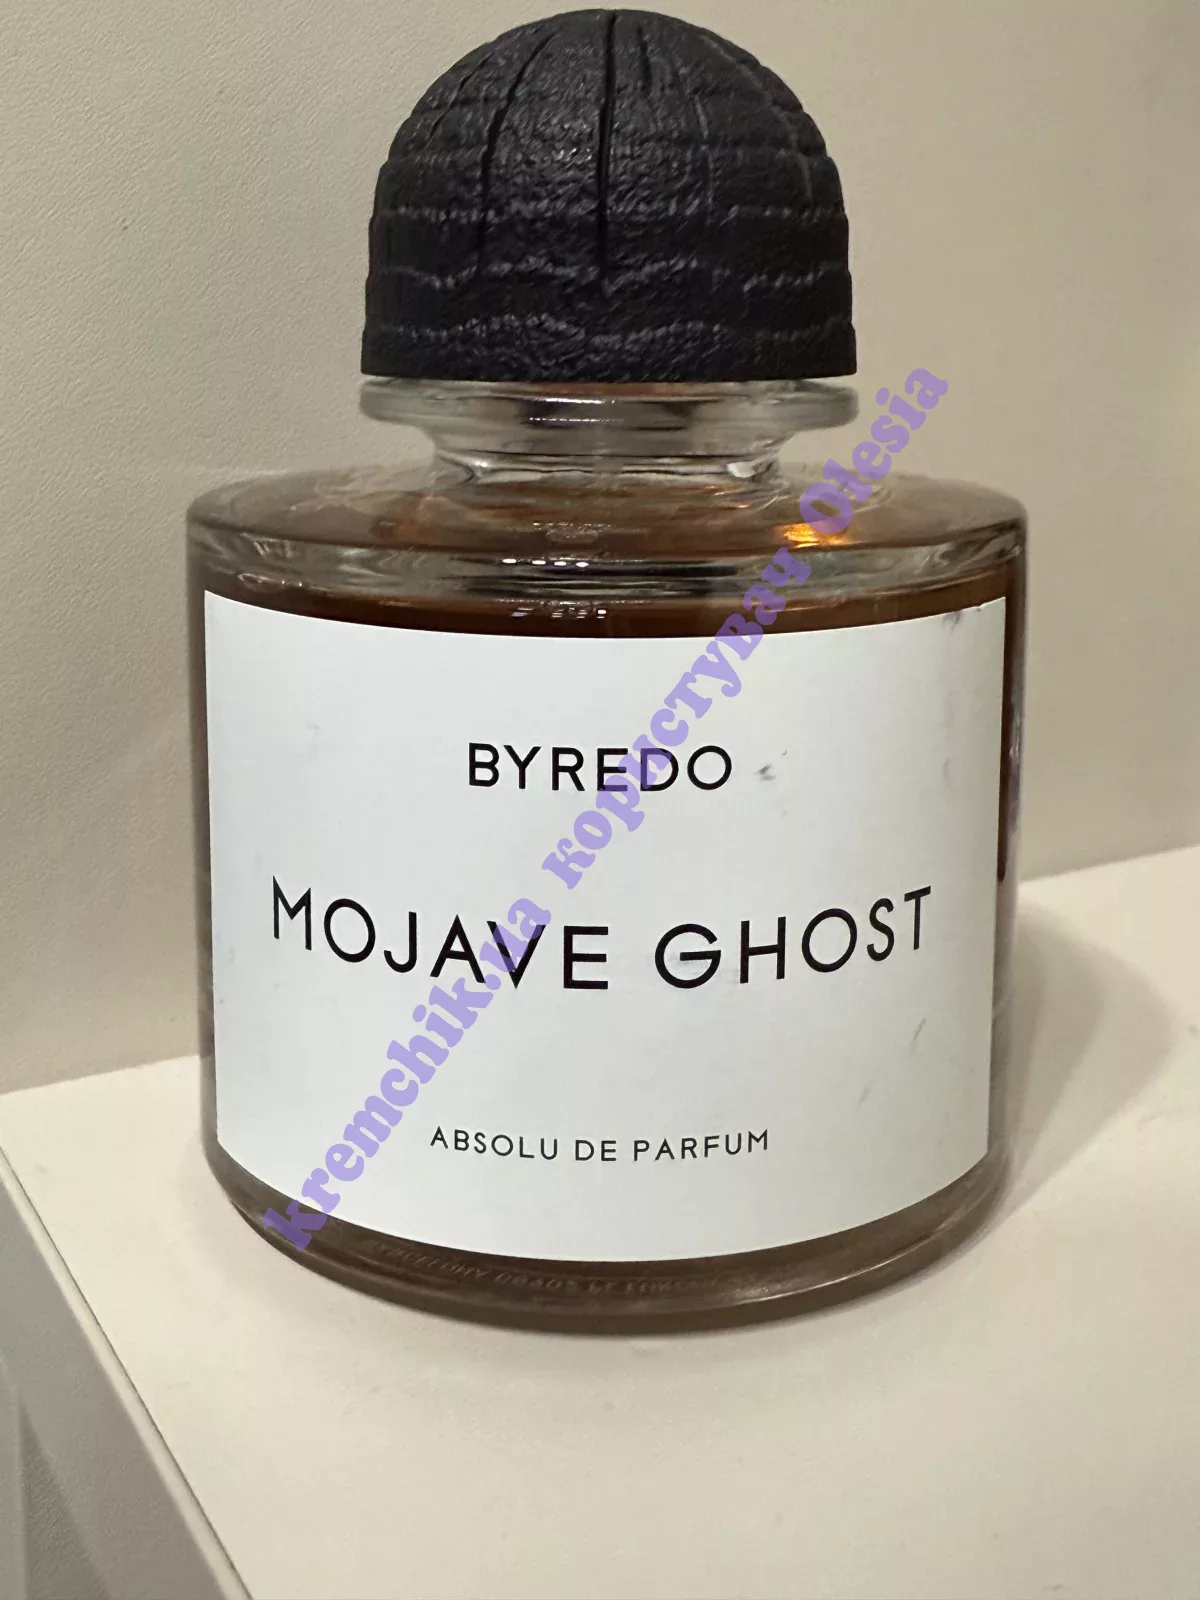 BYREDO
MOJAVE GHOST
ABSOLU DE PARFUM
kremchik.ua користувач Olesia